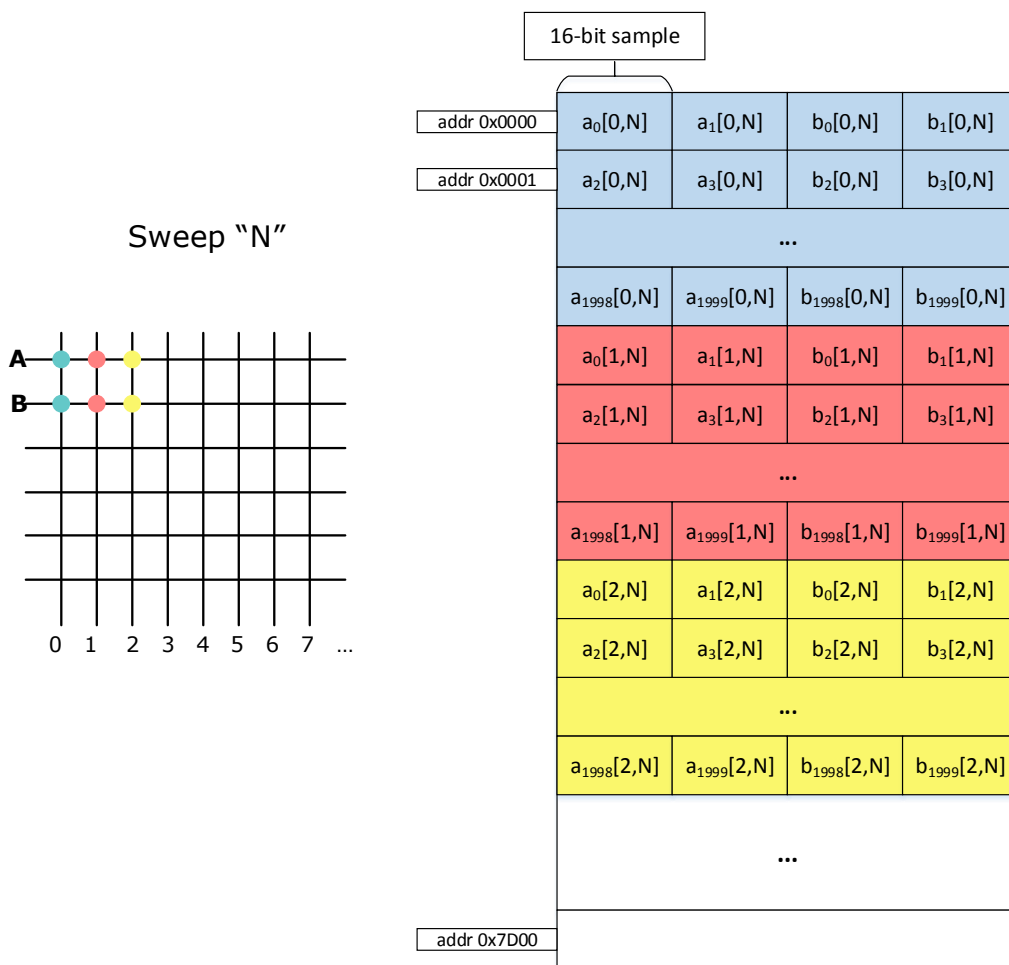 16-bit sample
addr 0x0000 a₀[0,N] a₁[0,N] b₀[0,N] b₁[0,N]
addr 0x0001 a₂[0,N] a₃[0,N] b₂[0,N] b₃[0,N]
Sweep “N”
...
a₁₉₉₈[0,N] a₁₉₉₉[0,N] b₁₉₉₈[0,N] b₁₉₉₉[0,N]
A
a₀[1,N] a₁[1,N] b₀[1,N] b₁[1,N]
B
a₂[1,N] a₃[1,N] b₂[1,N] b₃[1,N]
...
a₁₉₉₈[1,N] a₁₉₉₉[1,N] b₁₉₉₈[1,N] b₁₉₉₉[1,N]
a₀[2,N] a₁[2,N] b₀[2,N] b₁[2,N]
0 1 2 3 4 5 6 7 ...
a₂[2,N] a₃[2,N] b₂[2,N] b₃[2,N]
...
a₁₉₉₈[2,N] a₁₉₉₉[2,N] b₁₉₉₈[2,N] b₁₉₉₉[2,N]
...
addr 0x7D00